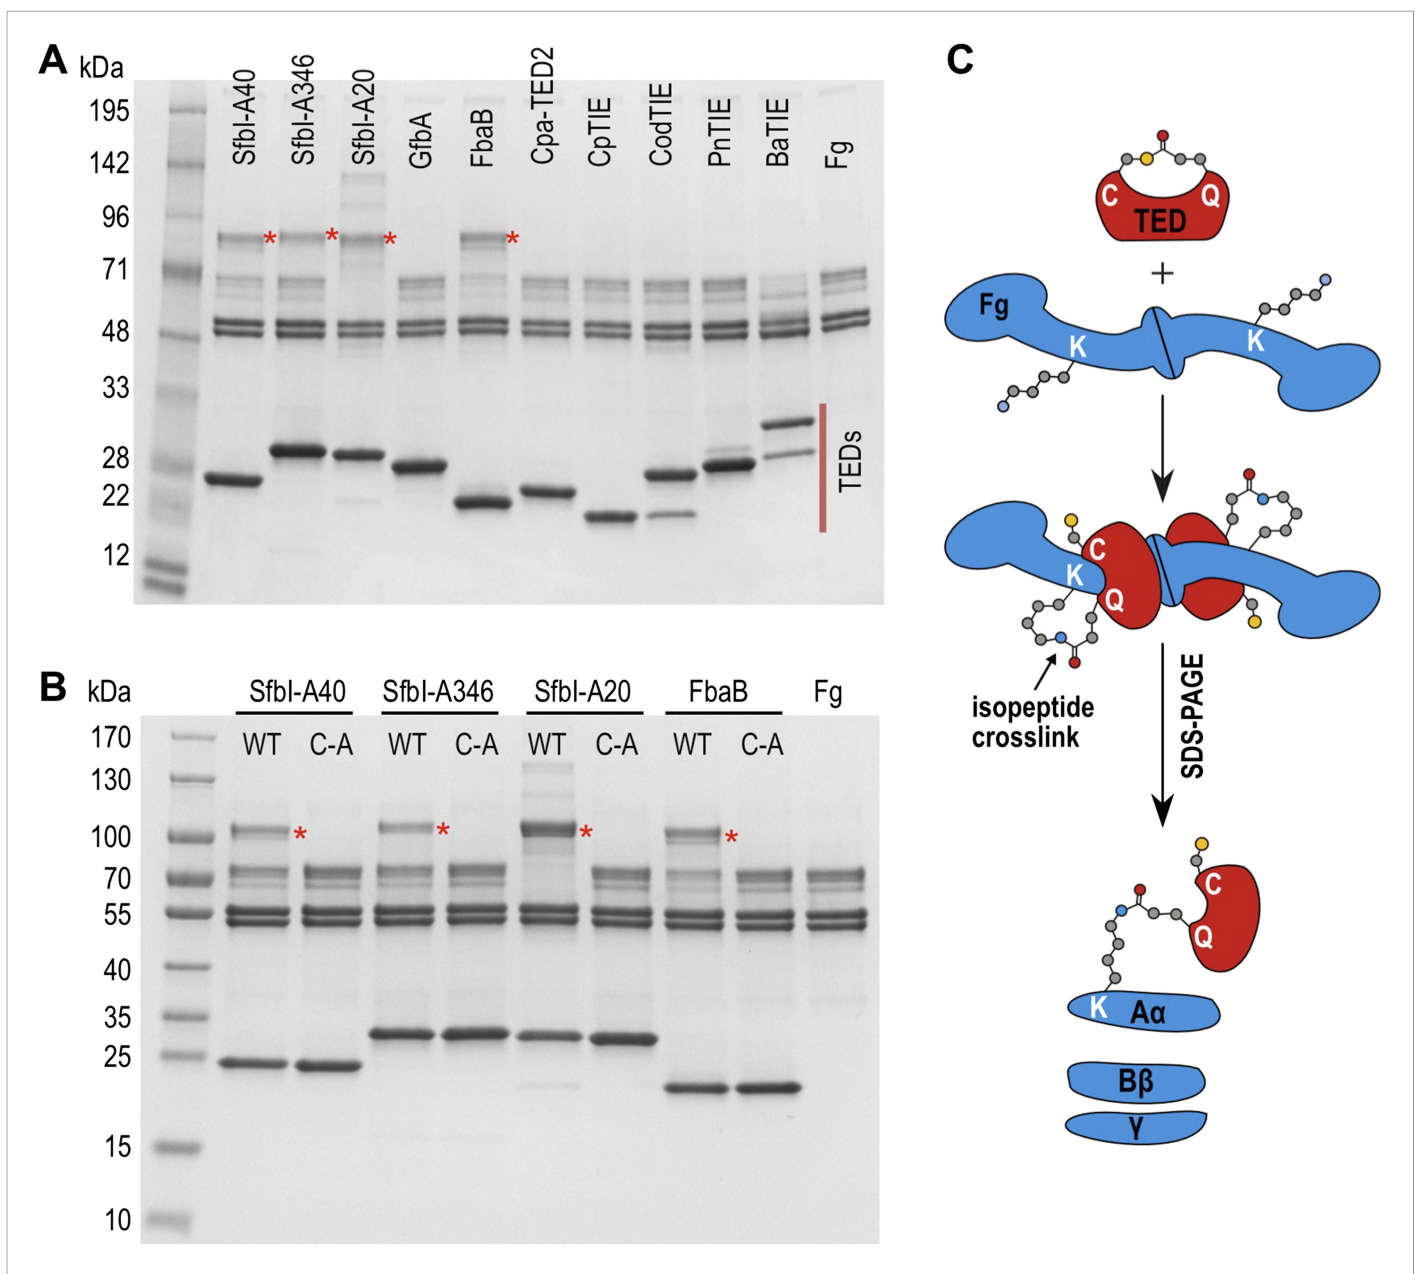 A
kDa
SfbI-A40
SfbI-A346
SfbI-A20
GfbA
FbaB
Cpa-TED2
CpTIE
CodTIE
PnTIE
BaTIE
Fg
195
142
96
71
48
33
28
22
12
*
*
*
*
TEDs
B
kDa
SfbI-A40 SfbI-A346 SfbI-A20 FbaB Fg
WT C-A WT C-A WT C-A WT C-A
170
130
100
70
55
40
35
25
15
10
*
*
*
*
C
C Q
TED
+
Fg
K K
C
K
Q
isopeptide
crosslink
SDS-PAGE
C
Q
K Aα
Bβ
γ